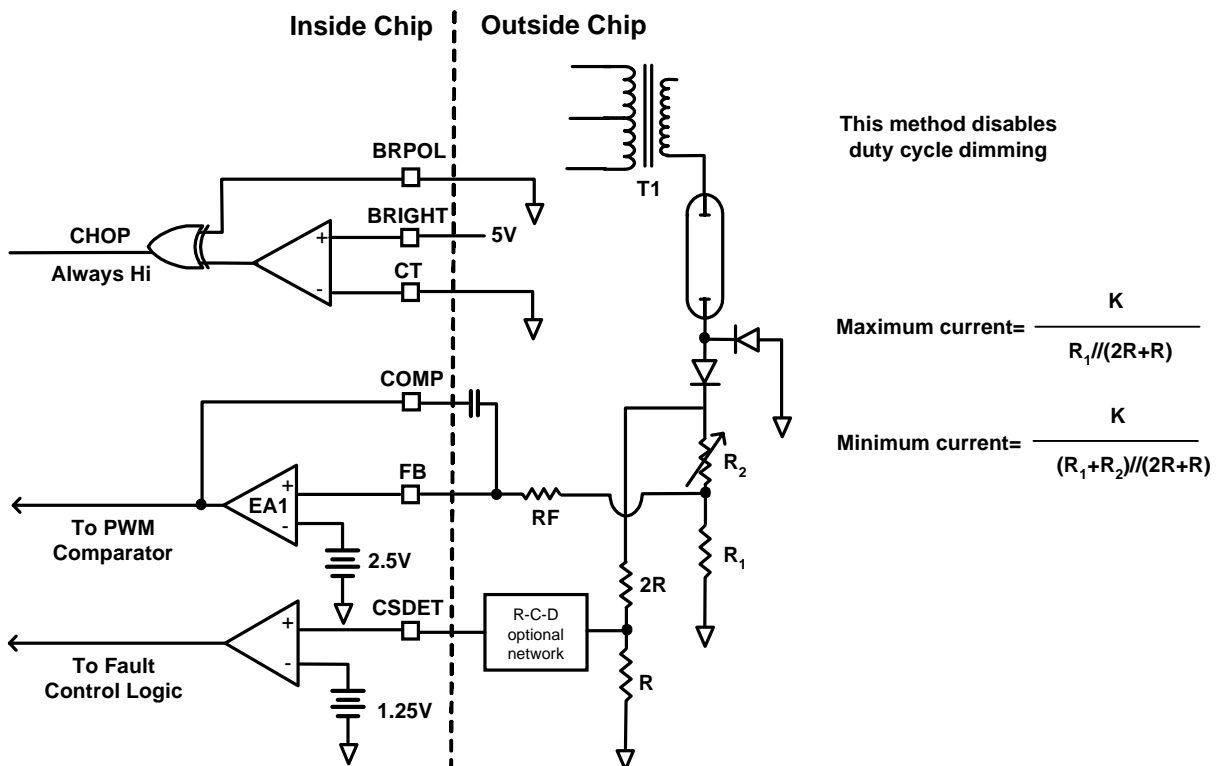 Inside Chip
Outside Chip
This method disables
duty cycle dimming
T1
BRPOL
BRIGHT
5V
CHOP
Always Hi
+
-
CT
Maximum current= K
R1//(2R+R)
COMP
Minimum current= K
(R1+R2)//(2R+R)
R2
FB
EA1
+
-
RF
To PWM
Comparator
2.5V
R1
2R
CSDET
R-C-D
optional
network
+
-
To Fault
Control Logic
R
1.25V